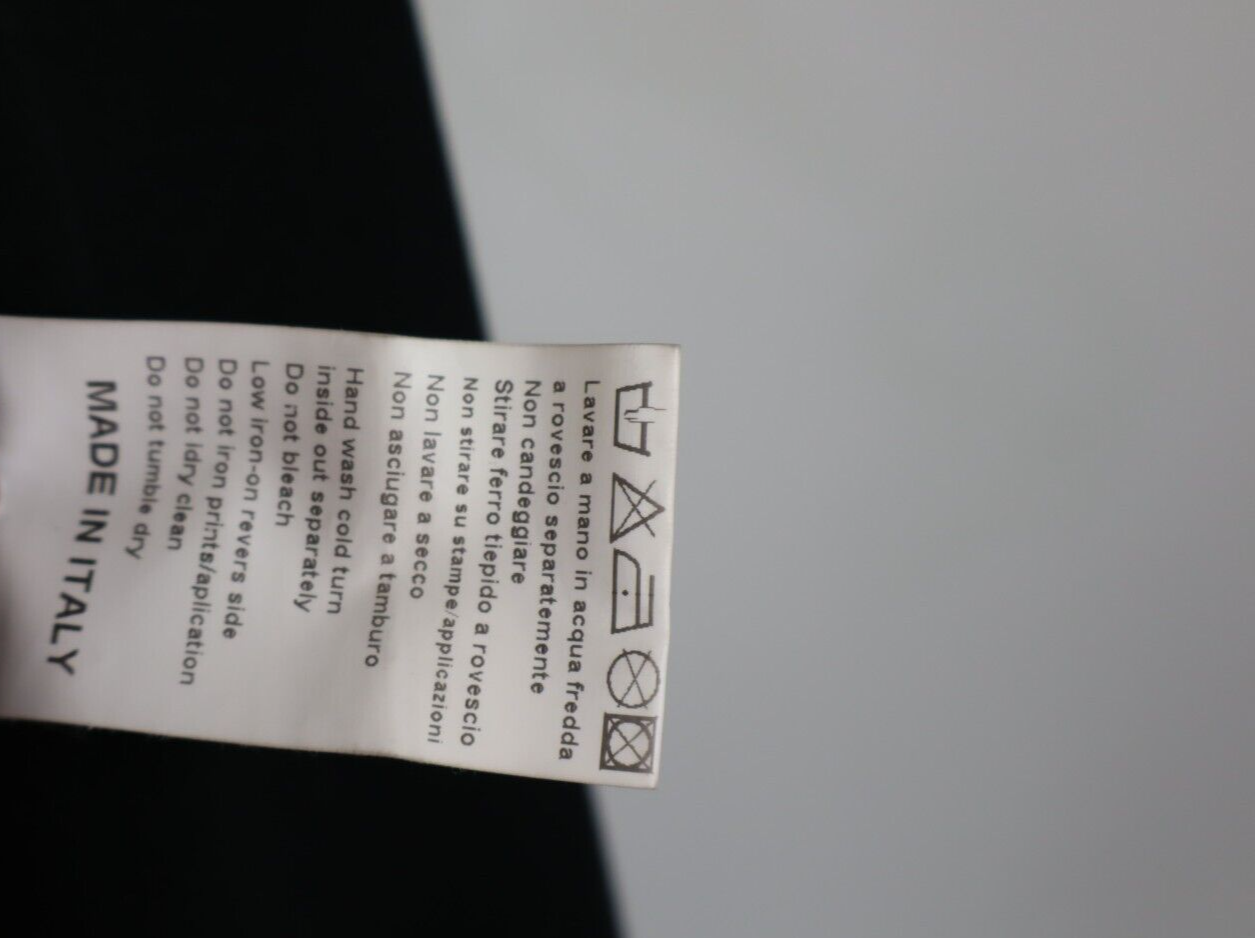 Lavare a mano in acqua fredda
a rovescio separatemente
Non candeggiare
Stirare ferro tiepido a rovescio
Non stirare su stampe/applicazioni
Non lavare a secco
Non asciugare a tamburo
Hand wash cold turn
inside out separately
Do not bleach
Low iron-on revers side
Do not iron prints/aplication
Do not idry clean
Do not tumble dry
MADE IN ITALY